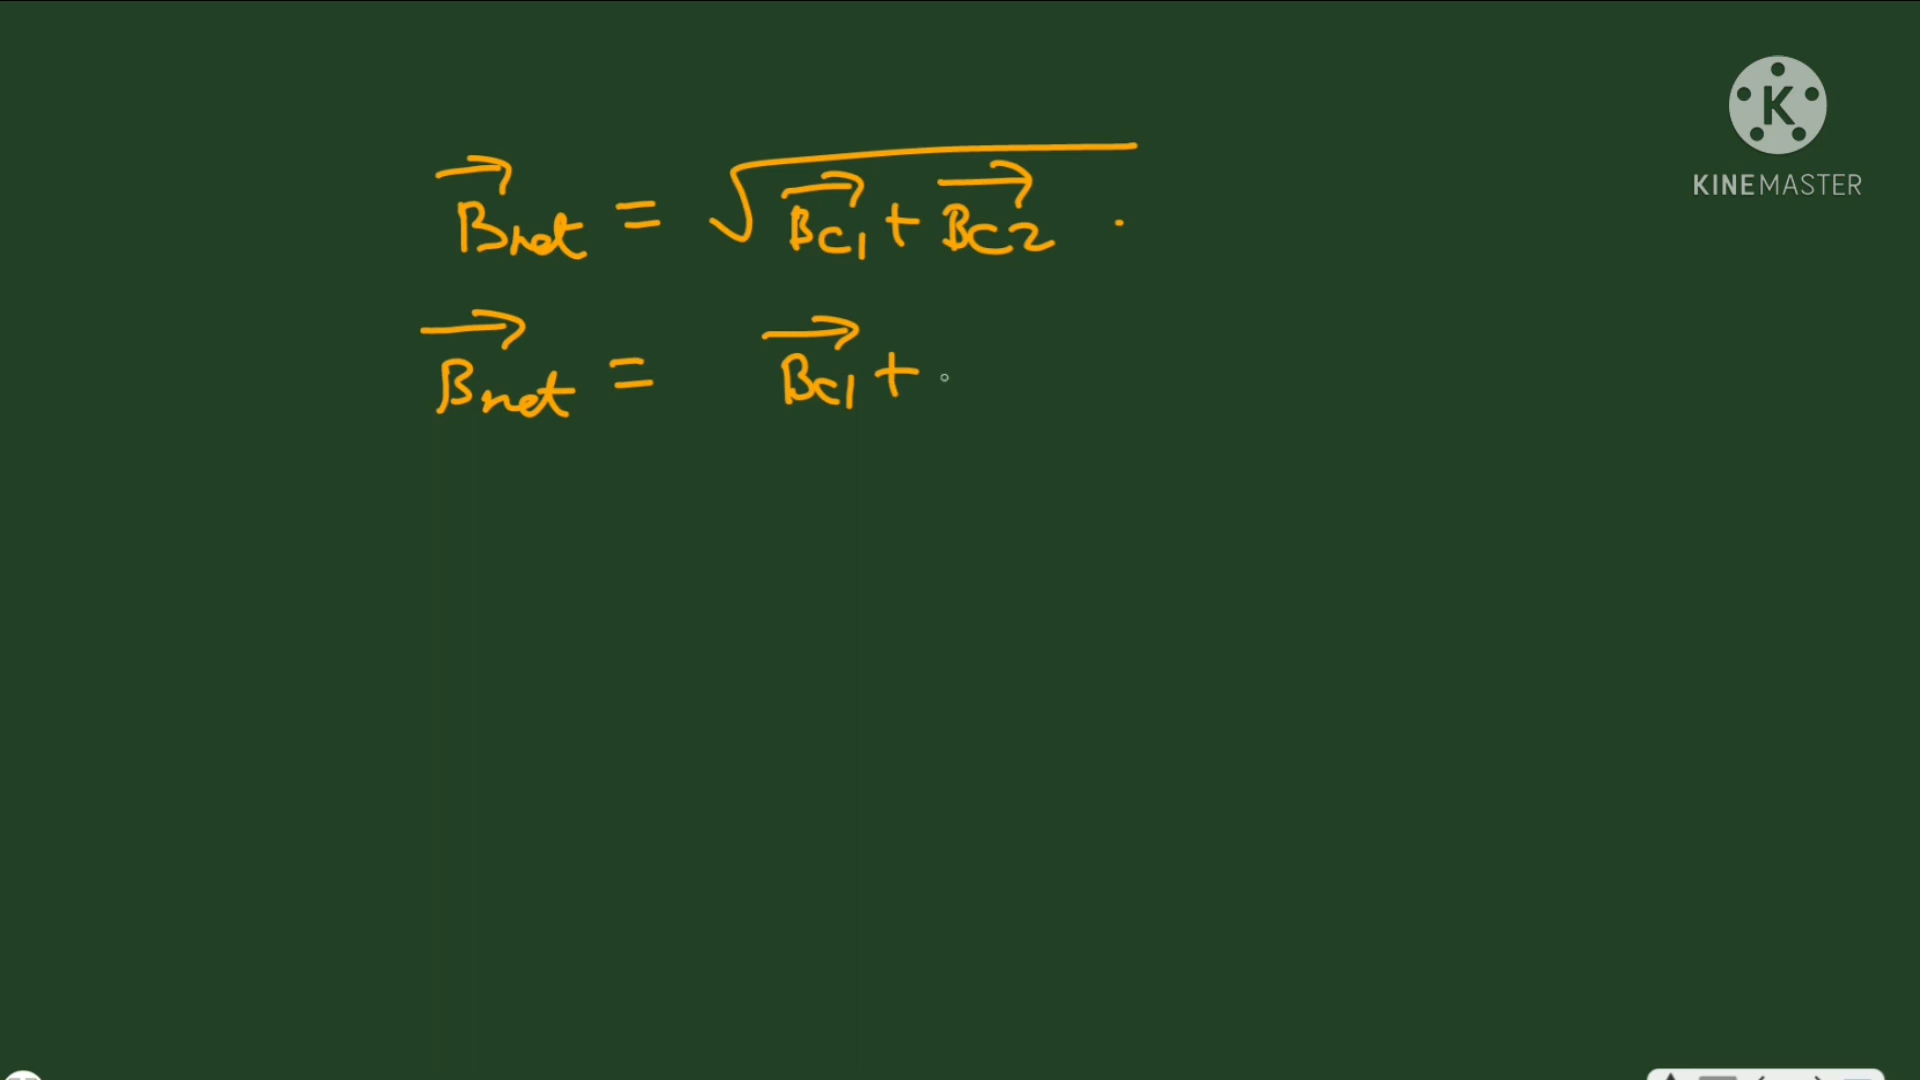 K
KINEMASTER
B⃗net = √(B⃗c1 + B⃗c2) .
B⃗net = B⃗c1 +